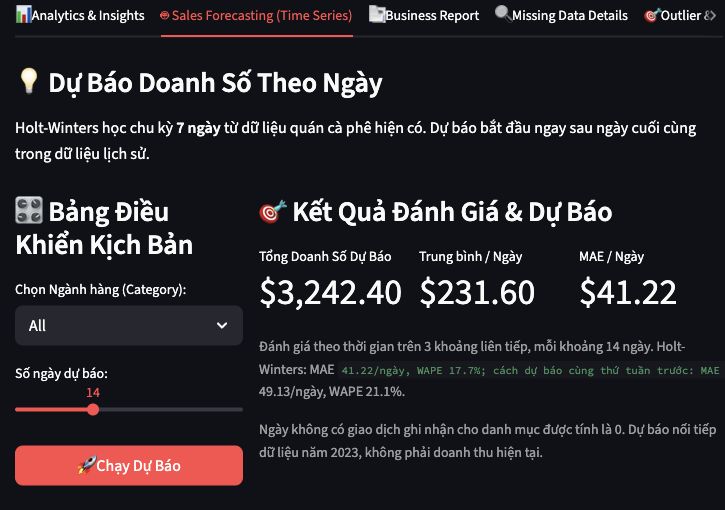 Analytics & Insights Sales Forecasting (Time Series) Business Report Missing Data Details Outlier &
Dự Báo Doanh Số Theo Ngày
Holt-Winters học chu kỳ 7 ngày từ dữ liệu quán cà phê hiện có. Dự báo bắt đầu ngay sau ngày cuối cùng
trong dữ liệu lịch sử.
Bảng Điều
Khiển Kịch Bản
Chọn Ngành hàng (Category):
All
Số ngày dự báo:
14
Chạy Dự Báo
Kết Quả Đánh Giá & Dự Báo
Tổng Doanh Số Dự Báo Trung bình / Ngày MAE / Ngày
$3,242.40 $231.60 $41.22
Đánh giá theo thời gian trên 3 khoảng liên tiếp, mỗi khoảng 14 ngày. Holt-
Winters: MAE 41.22/ngày, WAPE 17.7%; cách dự báo cùng thứ tuần trước: MAE
49.13/ngày, WAPE 21.1%.
Ngày không có giao dịch ghi nhận cho danh mục được tính là 0. Dự báo nối tiếp
dữ liệu năm 2023, không phải doanh thu hiện tại.